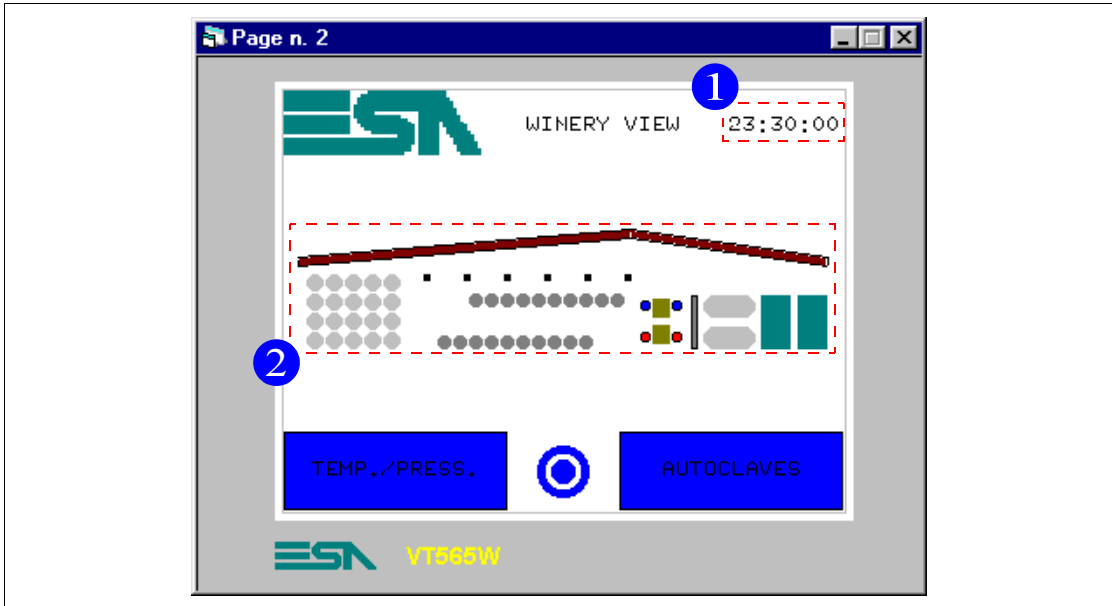 Page n. 2
1
ESA WINERY VIEW 23:30:00
2
TEMP./PRESS. AUTOCLAVES
ESA VT565W